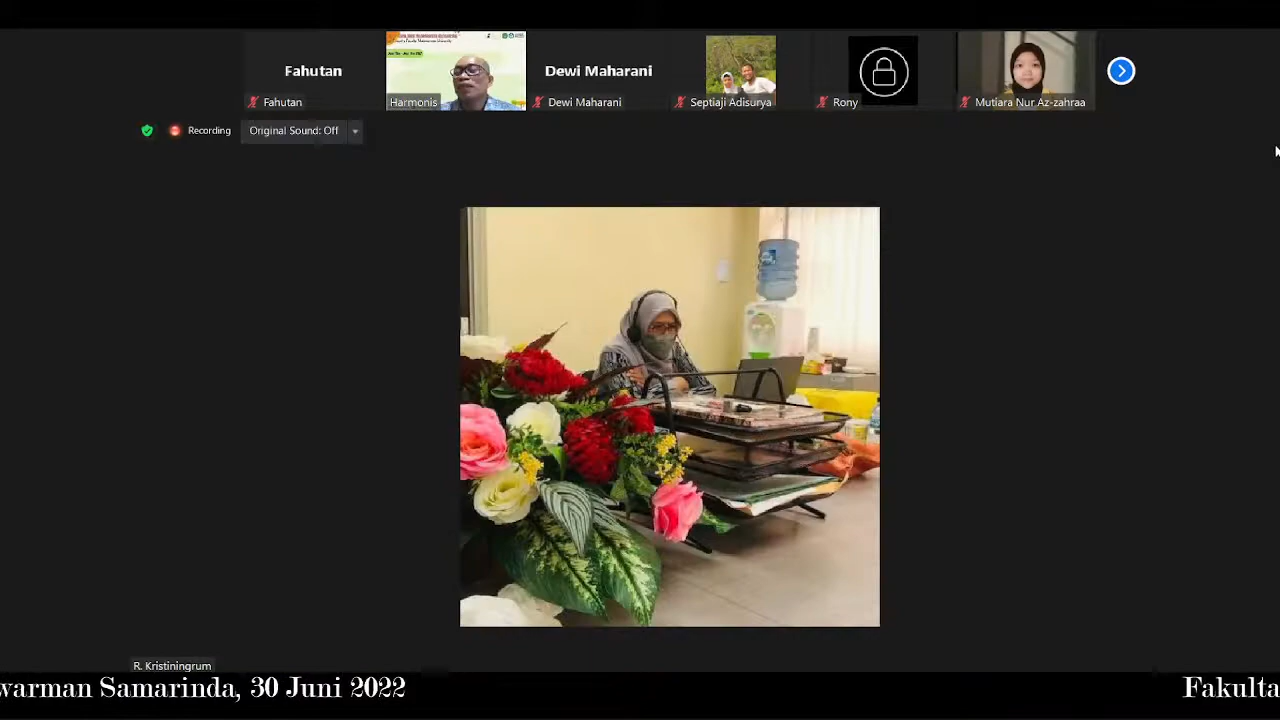 Fahutan
Dewi Maharani
Fahutan
Harmonis
Dewi Maharani
Septiaji Adisurya
Rony
Mutiara Nur Az-zahraa
Recording
Original Sound: Off
R. Kristiningrum
warman Samarinda, 30 Juni 2022
Fakulta